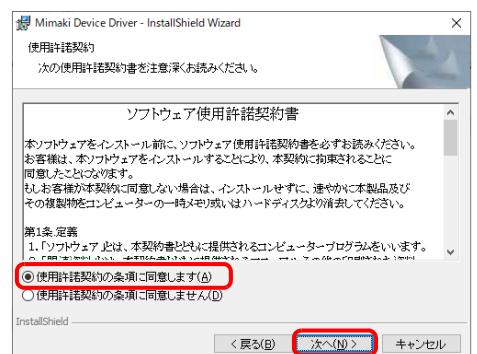 Mimaki Device Driver - InstallShield Wizard
使用許諾契約
次の使用許諾契約書を注意深くお読みください。
ソフトウェア使用許諾契約書
本ソフトウェアをインストール前に、ソフトウェア使用許諾契約書を必ずお読みください。
お客様は、本ソフトウェアをインストールすることにより、本契約に拘束されることに
同意したことになります。
もしお客様が本契約に同意しない場合は、インストールせずに、速やかに本製品及び
その複製物をコンピューターの一時メモリ或いはハードディスクより消去してください。
第1条.定義
1.「ソフトウェア」とは、本契約書とともに提供されるコンピュータープログラムをいいます。
使用許諾契約の条項に同意します(A)
使用許諾契約の条項に同意しません(D)
InstallShield
< 戻る(B)
次へ(N) >
キャンセル